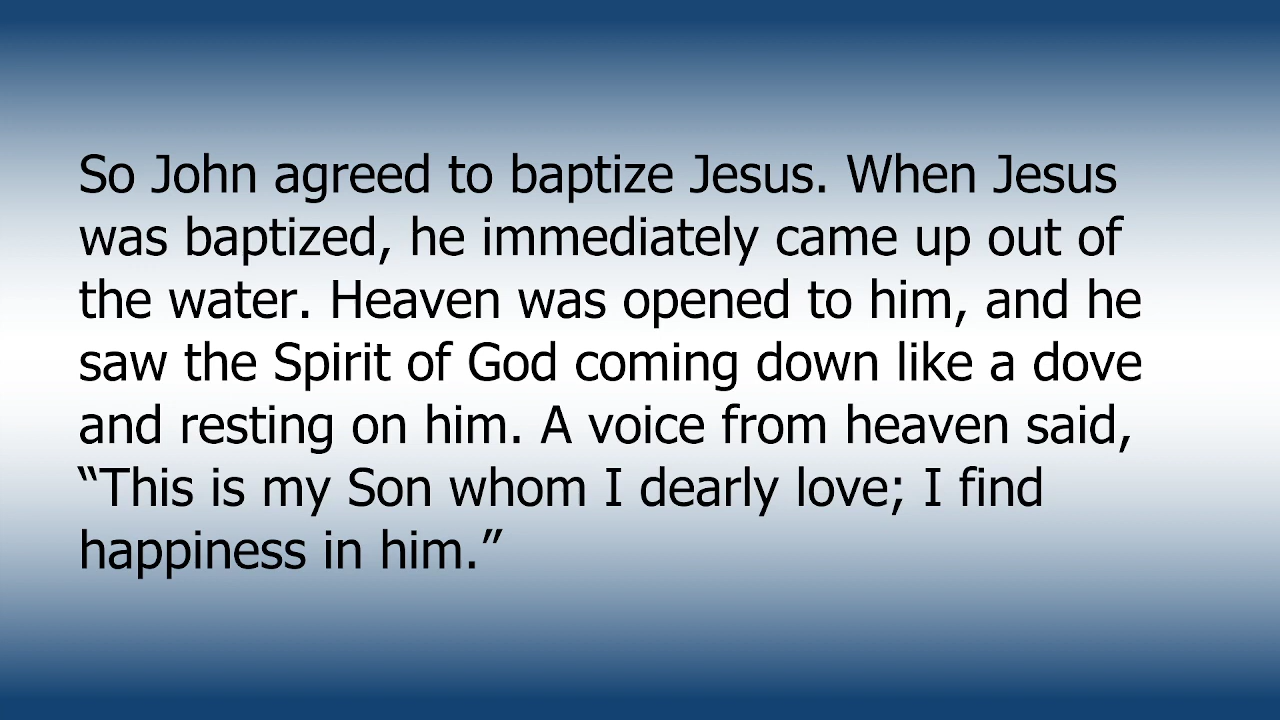 So John agreed to baptize Jesus. When Jesus
was baptized, he immediately came up out of
the water. Heaven was opened to him, and he
saw the Spirit of God coming down like a dove
and resting on him. A voice from heaven said,
“This is my Son whom I dearly love; I find
happiness in him.”